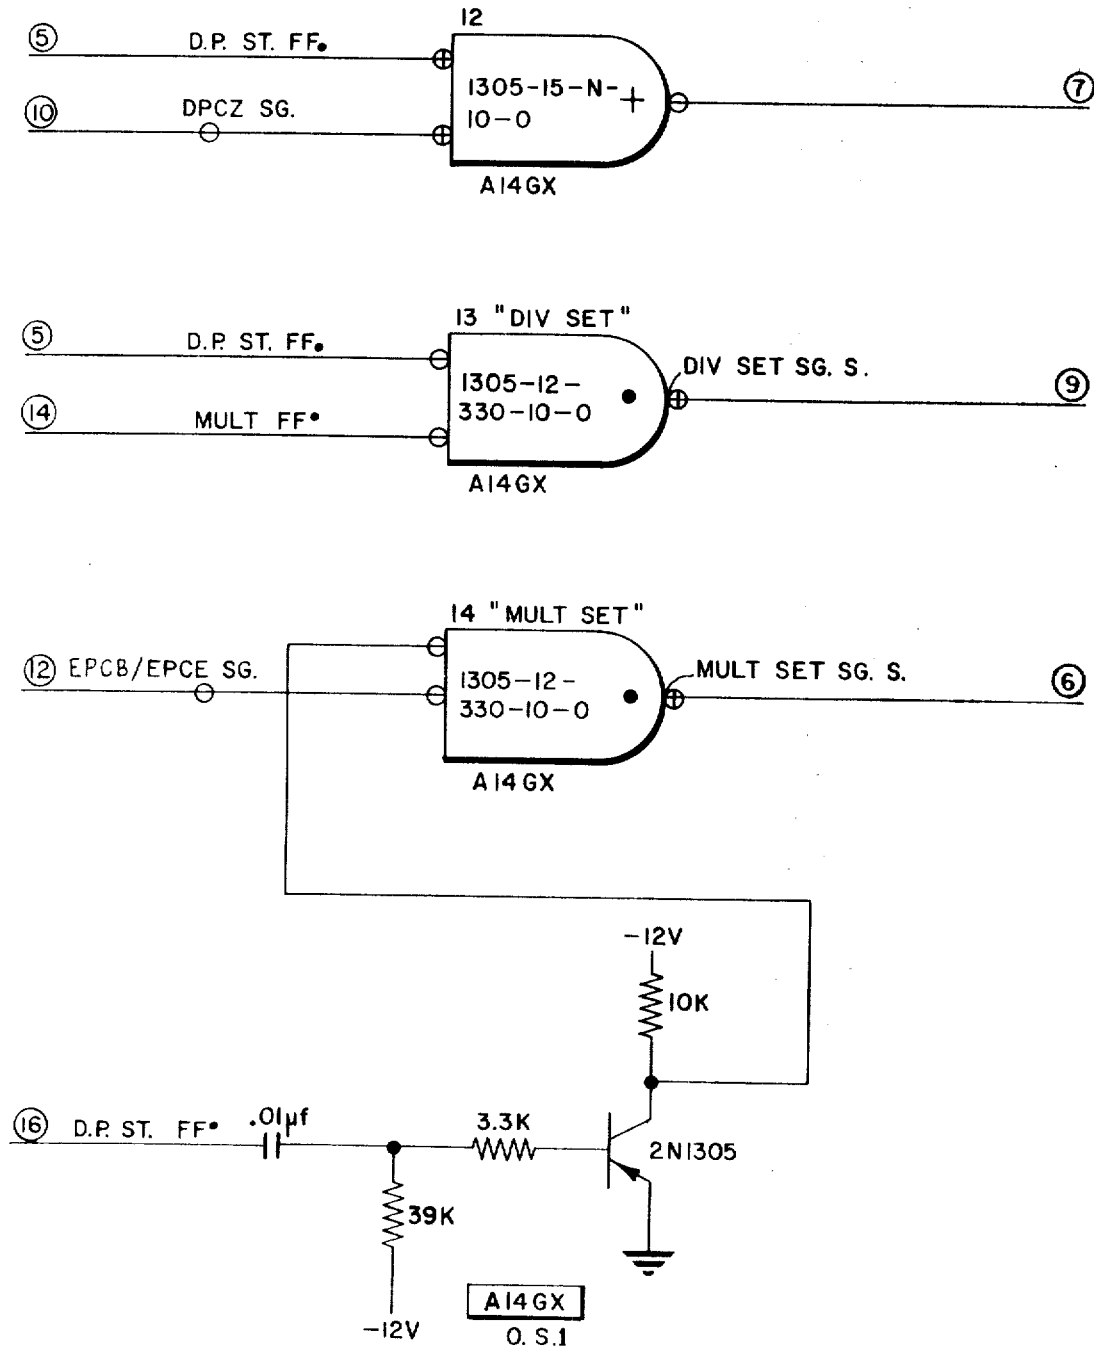 12
5 D.P. ST. FF.
1305-15-N-
+
10 DPCZ SG.
10-0
7
A14GX
13 "DIV SET"
5 D.P. ST. FF.
DIV SET SG. S.
9
1305-12-
14 MULT FF•
330-10-0
A14GX
14 "MULT SET"
12 EPCB/EPCE SG.
MULT SET SG. S.
6
1305-12-
330-10-0
A14GX
-12V
10K
16 D.P. ST. FF•
.01µf
3.3K
2N1305
39K
-12V
A14GX
O.S.1